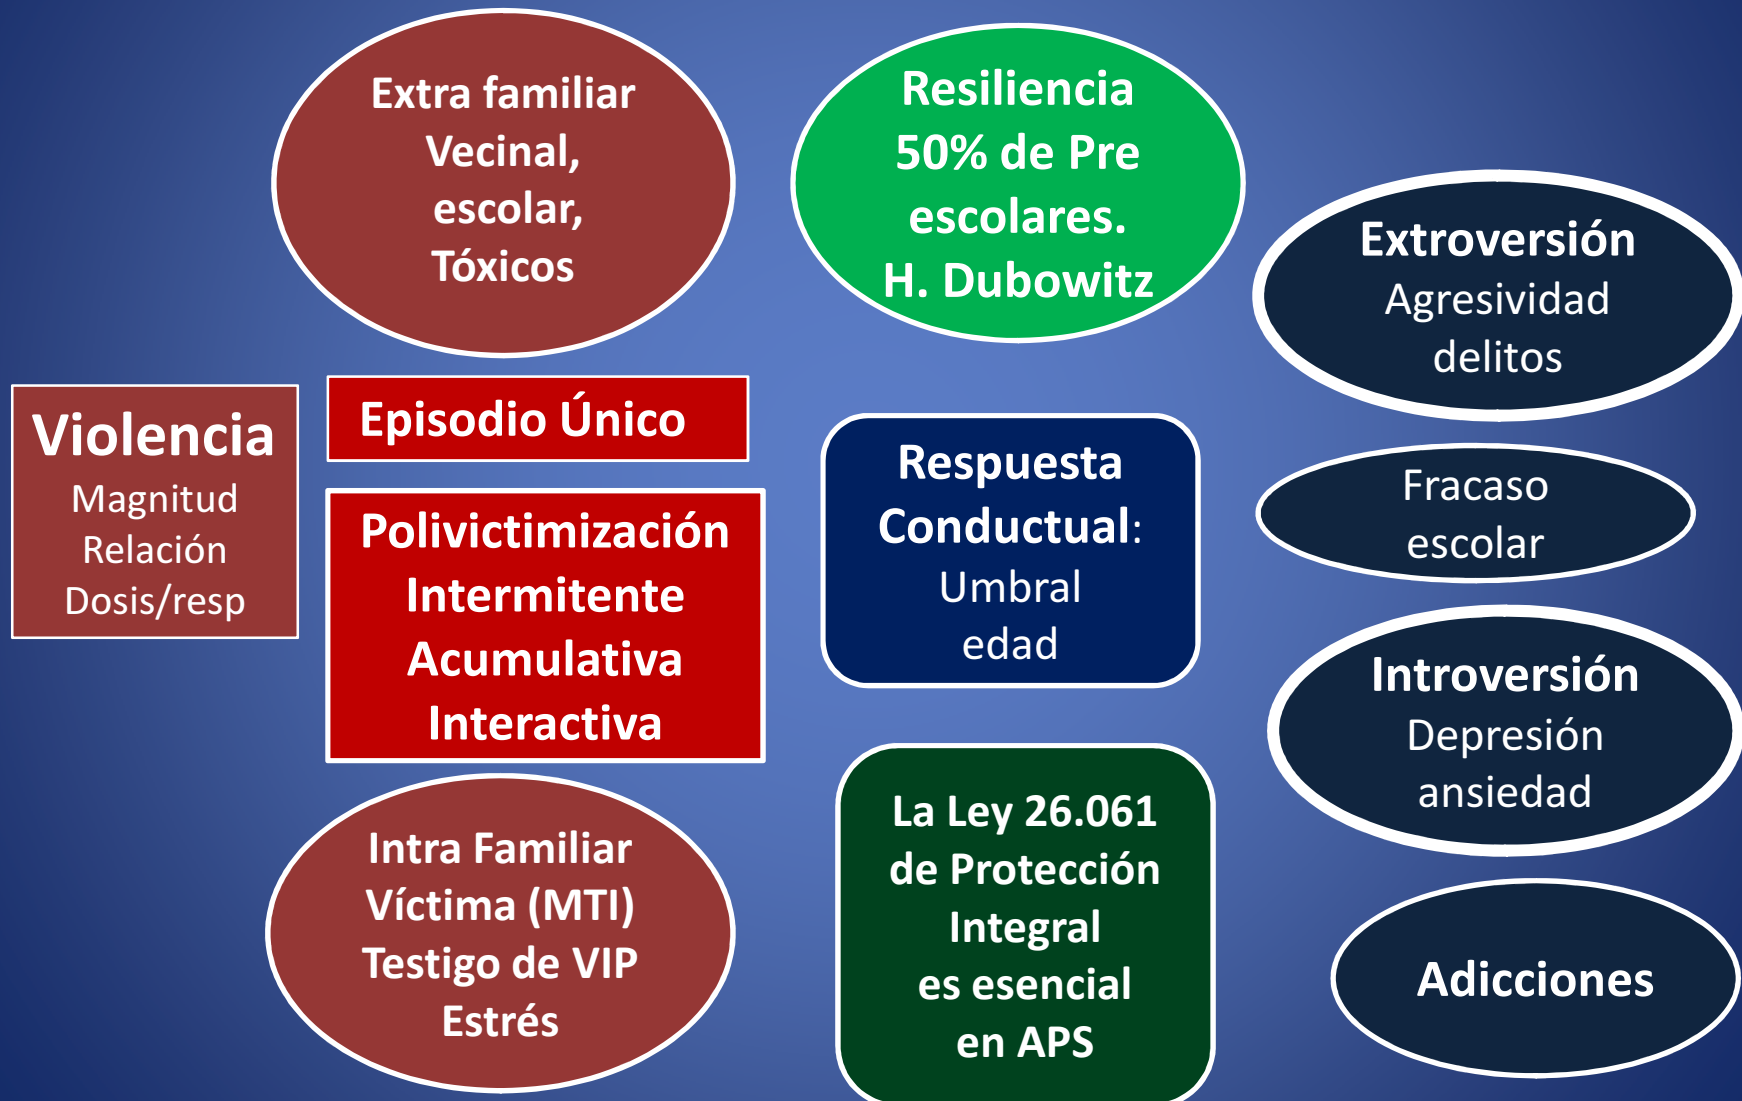 Violencia
Magnitud
Relación
Dosis/resp
Extra familiar
Vecinal,
escolar,
Tóxicos
Episodio Único
Polivictimización
Intermitente
Acumulativa
Interactiva
Intra Familiar
Víctima (MTI)
Testigo de VIP
Estrés
Resiliencia
50% de Pre
escolares.
H. Dubowitz
Respuesta
Conductual:
Umbral
edad
La Ley 26.061
de Protección
Integral
es esencial
en APS
Extroversión
Agresividad
delitos
Fracaso
escolar
Introversión
Depresión
ansiedad
Adicciones